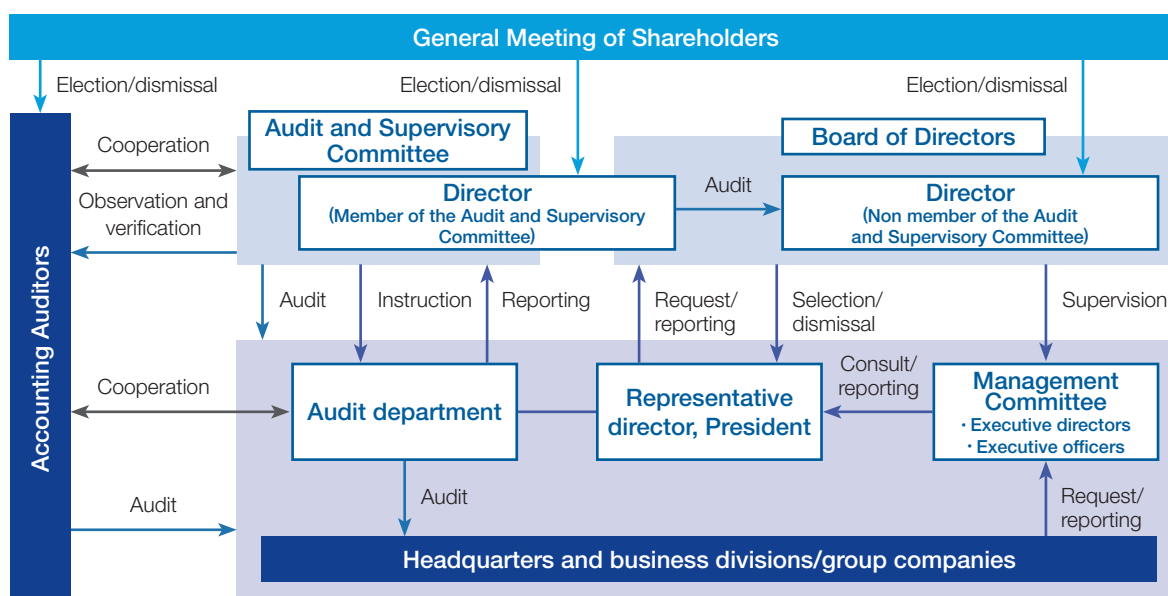 General Meeting of Shareholders
Election/dismissal
Election/dismissal
Election/dismissal
Accounting Auditors
Cooperation
Observation and
verification
Audit and Supervisory
Committee
Board of Directors
Director
(Member of the Audit and Supervisory
Committee)
Audit
Director
(Non member of the Audit
and Supervisory Committee)
Audit
Instruction
Reporting
Request/
reporting
Selection/
dismissal
Supervision
Cooperation
Audit department
Representative
director, President
Consult/
reporting
Management
Committee
・Executive directors
・Executive officers
Audit
Audit
Request/
reporting
Headquarters and business divisions/group companies